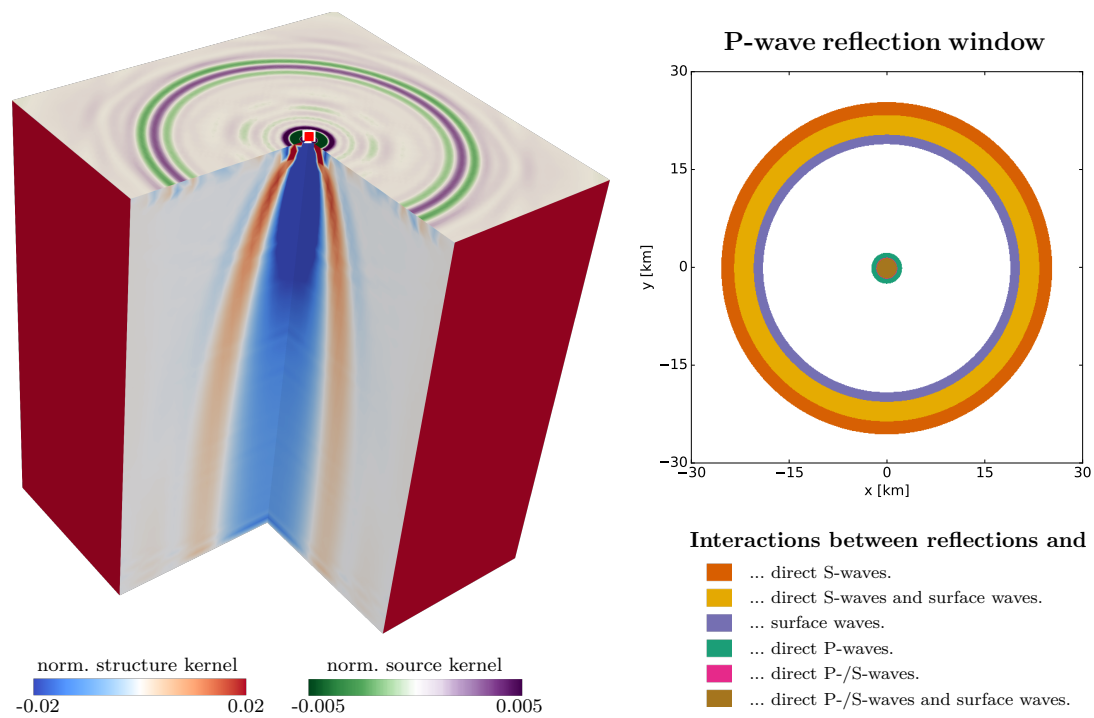 P-wave reflection window
30
15
0
−15
−30
y [km]
−30 −15 0 15 30
x [km]
Interactions between reflections and
... direct S-waves.
... direct S-waves and surface waves.
... surface waves.
... direct P-waves.
... direct P-/S-waves.
... direct P-/S-waves and surface waves.
norm. structure kernel
-0.02 0.02
norm. source kernel
-0.005 0.005